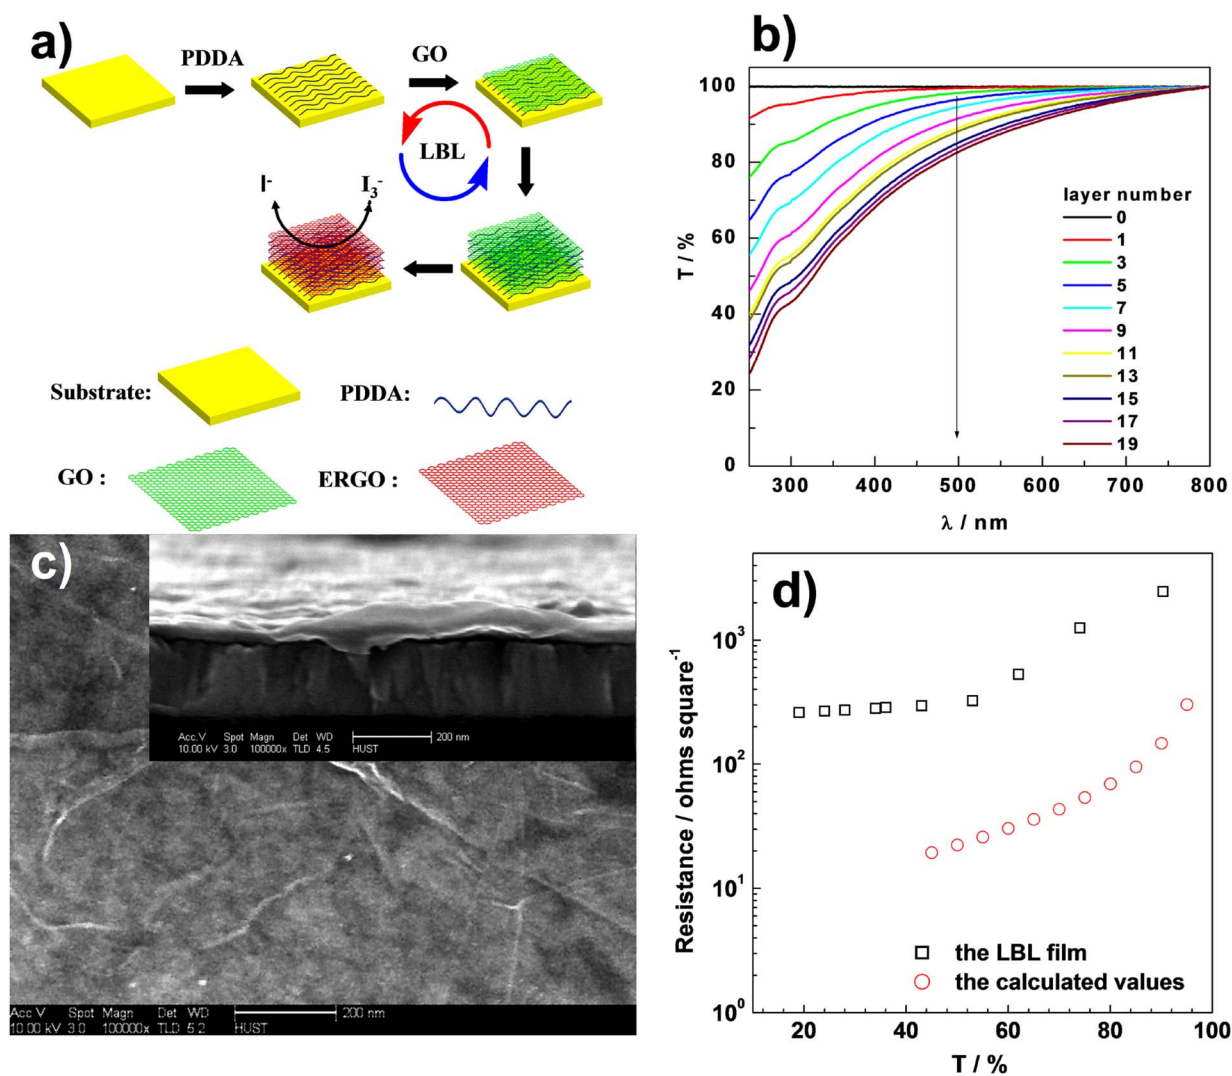 a)
PDDA
GO
LBL
I-
I3-
Substrate:
PDDA:
GO :
ERGO :
b)
T / %
100
80
60
40
20
0
layer number
0
1
3
5
7
9
11
13
15
17
19
300 400 500 600 700 800
λ / nm
c)
Acc.V Spot Magn Det WD
10.00 kV 3.0 100000x TLD 4.5 HUST
200 nm
Acc V Spot Magn Det WD
10.00 kV 3.0 100000x TLD 5.2 HUST
200 nm
d)
Resistance / ohms square-1
10^3
10^2
10^1
10^0
the LBL film
the calculated values
20 40 60 80 100
T / %